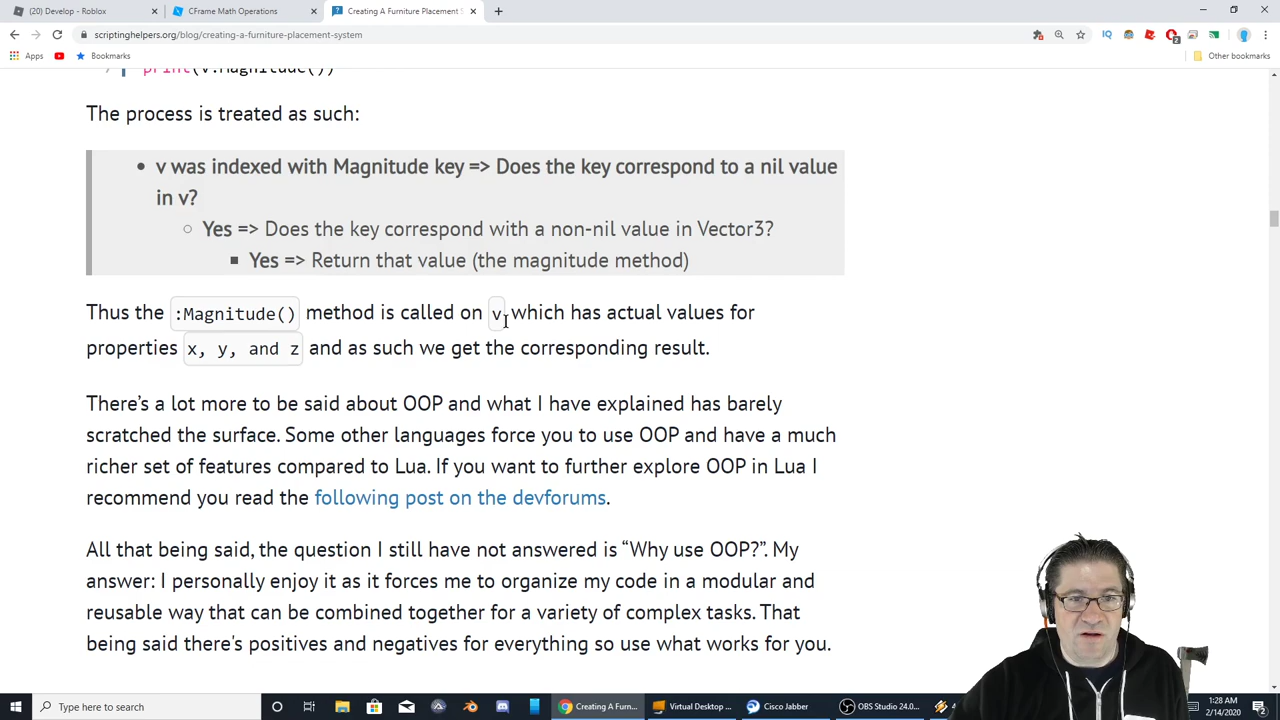 (20) Develop - Roblox
CFrame Math Operations
Creating A Furniture Placement S
scriptinghelpers.org/blog/creating-a-furniture-placement-system
Apps
Bookmarks
Other bookmarks
print(v:Magnitude())
The process is treated as such:
v was indexed with Magnitude key => Does the key correspond to a nil value
in v?
Yes => Does the key correspond with a non-nil value in Vector3?
Yes => Return that value (the magnitude method)
Thus the :Magnitude() method is called on v which has actual values for
properties x, y, and z and as such we get the corresponding result.
There's a lot more to be said about OOP and what I have explained has barely
scratched the surface. Some other languages force you to use OOP and have a much
richer set of features compared to Lua. If you want to further explore OOP in Lua I
recommend you read the following post on the devforums.
All that being said, the question I still have not answered is “Why use OOP?”. My
answer: I personally enjoy it as it forces me to organize my code in a modular and
reusable way that can be combined together for a variety of complex tasks. That
being said there's positives and negatives for everything so use what works for you.
Type here to search
Creating A Furn...
Virtual Desktop ...
Cisco Jabber
OBS Studio 24.0...
1:28 AM
2/14/2020